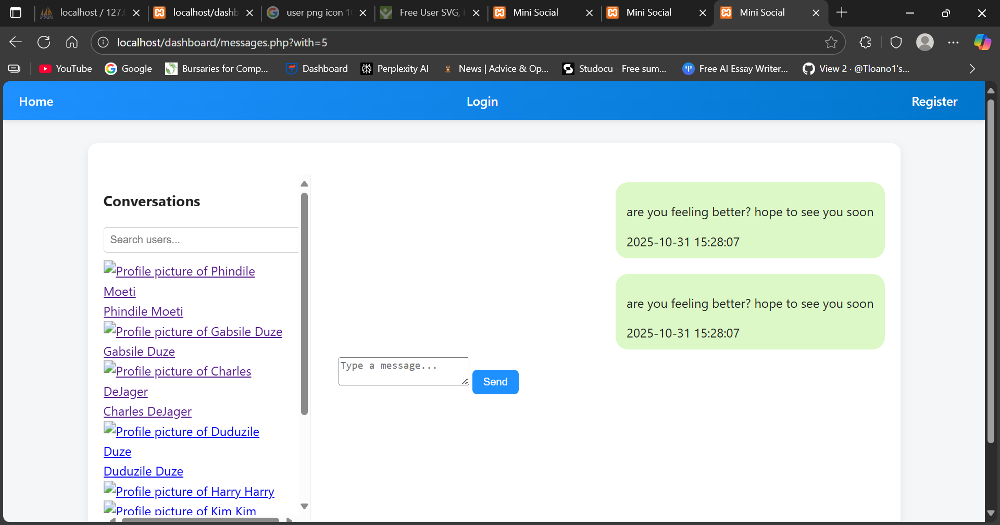 localhost / 127.
localhost/dashb
user png icon 1
Free User SVG,
Mini Social
Mini Social
Mini Social
localhost/dashboard/messages.php?with=5
YouTube
Google
Bursaries for Comp...
Dashboard
Perplexity AI
News | Advice & Op...
Studocu - Free sum...
Free AI Essay Writer...
View 2 · @Tloano1's...
Home
Login
Register
Conversations
Search users...
Profile picture of Phindile
Moeti
Phindile Moeti
Profile picture of Gabsile Duze
Gabsile Duze
Profile picture of Charles
DeJager
Charles DeJager
Profile picture of Duduzile
Duze
Duduzile Duze
Profile picture of Harry Harry
Profile picture of Kim Kim
are you feeling better? hope to see you soon
2025-10-31 15:28:07
are you feeling better? hope to see you soon
2025-10-31 15:28:07
Type a message...
Send